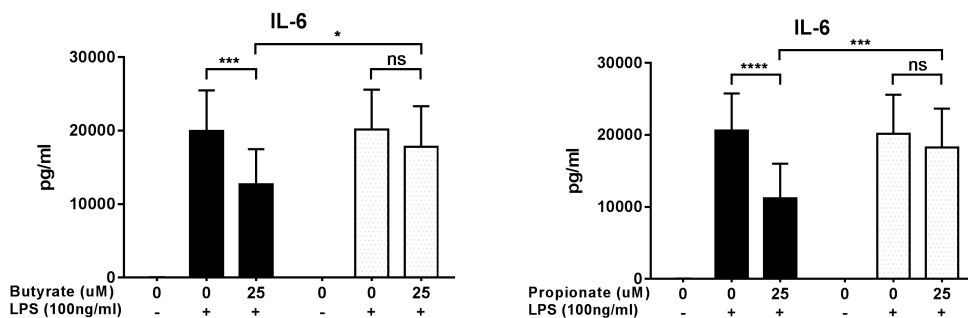 IL-6
*
30000
***
ns
20000
pg/ml
10000
0
Butyrate (uM) 0 0 25 0 0 25
LPS (100ng/ml) - + + - + +
IL-6
***
30000
****
ns
20000
pg/ml
10000
0
Propionate (uM) 0 0 25 0 0 25
LPS (100ng/ml) - + + - + +